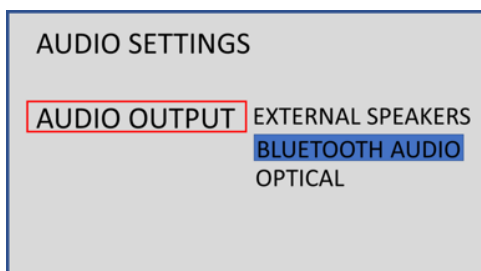 AUDIO SETTINGS
AUDIO OUTPUT EXTERNAL SPEAKERS
BLUETOOTH AUDIO
OPTICAL